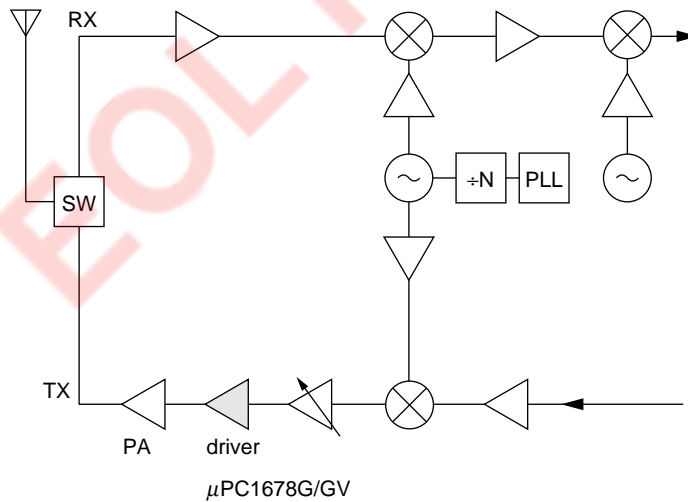 RX
SW
÷N PLL
TX
PA driver
μPC1678G/GV
EOL